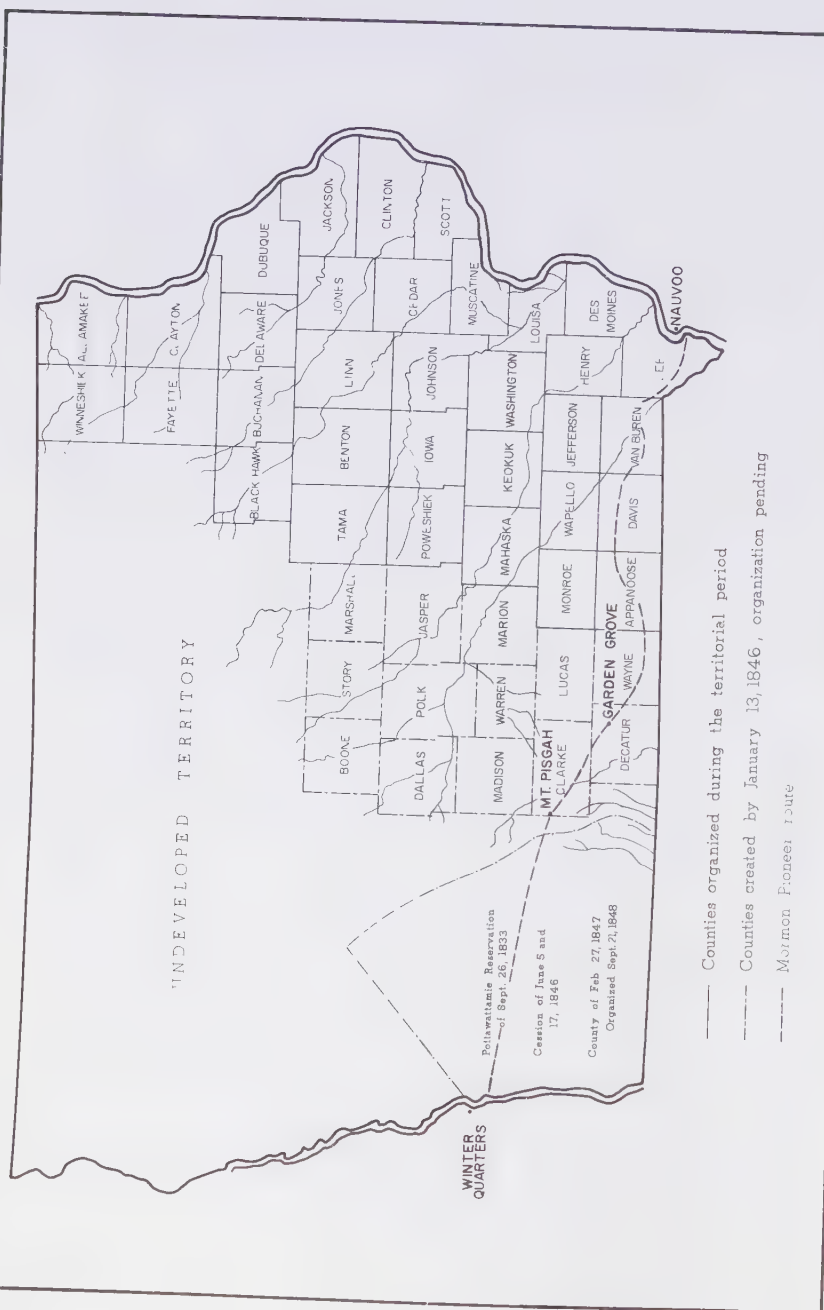 UNDEVELOPED TERRITORY
WINNESHIEK
ALLAMAKEE
FAYETTE
CLAYTON
BLACK HAWK
BUCHANAN
DELAWARE
DUBUQUE
BOONE
STORY
MARSHALL
TAMA
BENTON
LINN
JONES
JACKSON
DALLAS
POLK
JASPER
POWESHIEK
IOWA
JOHNSON
CEDAR
CLINTON
SCOTT
MUSCATINE
MADISON
WARREN
MARION
MAHASKA
KEOKUK
WASHINGTON
LOUISA
MT. PISGAH
CLARKE
LUCAS
MONROE
WAPELLO
JEFFERSON
HENRY
DES
MOINES
DECATUR
GARDEN GROVE
WAYNE
APPANOOSE
DAVIS
VAN BUREN
NAUVOO
WINTER
QUARTERS
Pottawattamie Reservation
of Sept. 26, 1833
Cession of June 5 and
17, 1846
County of Feb 27, 1847
Organized Sept. 21, 1848
Counties organized during the territorial period
Counties created by January 13, 1846, organization pending
Mormon Pioneer route